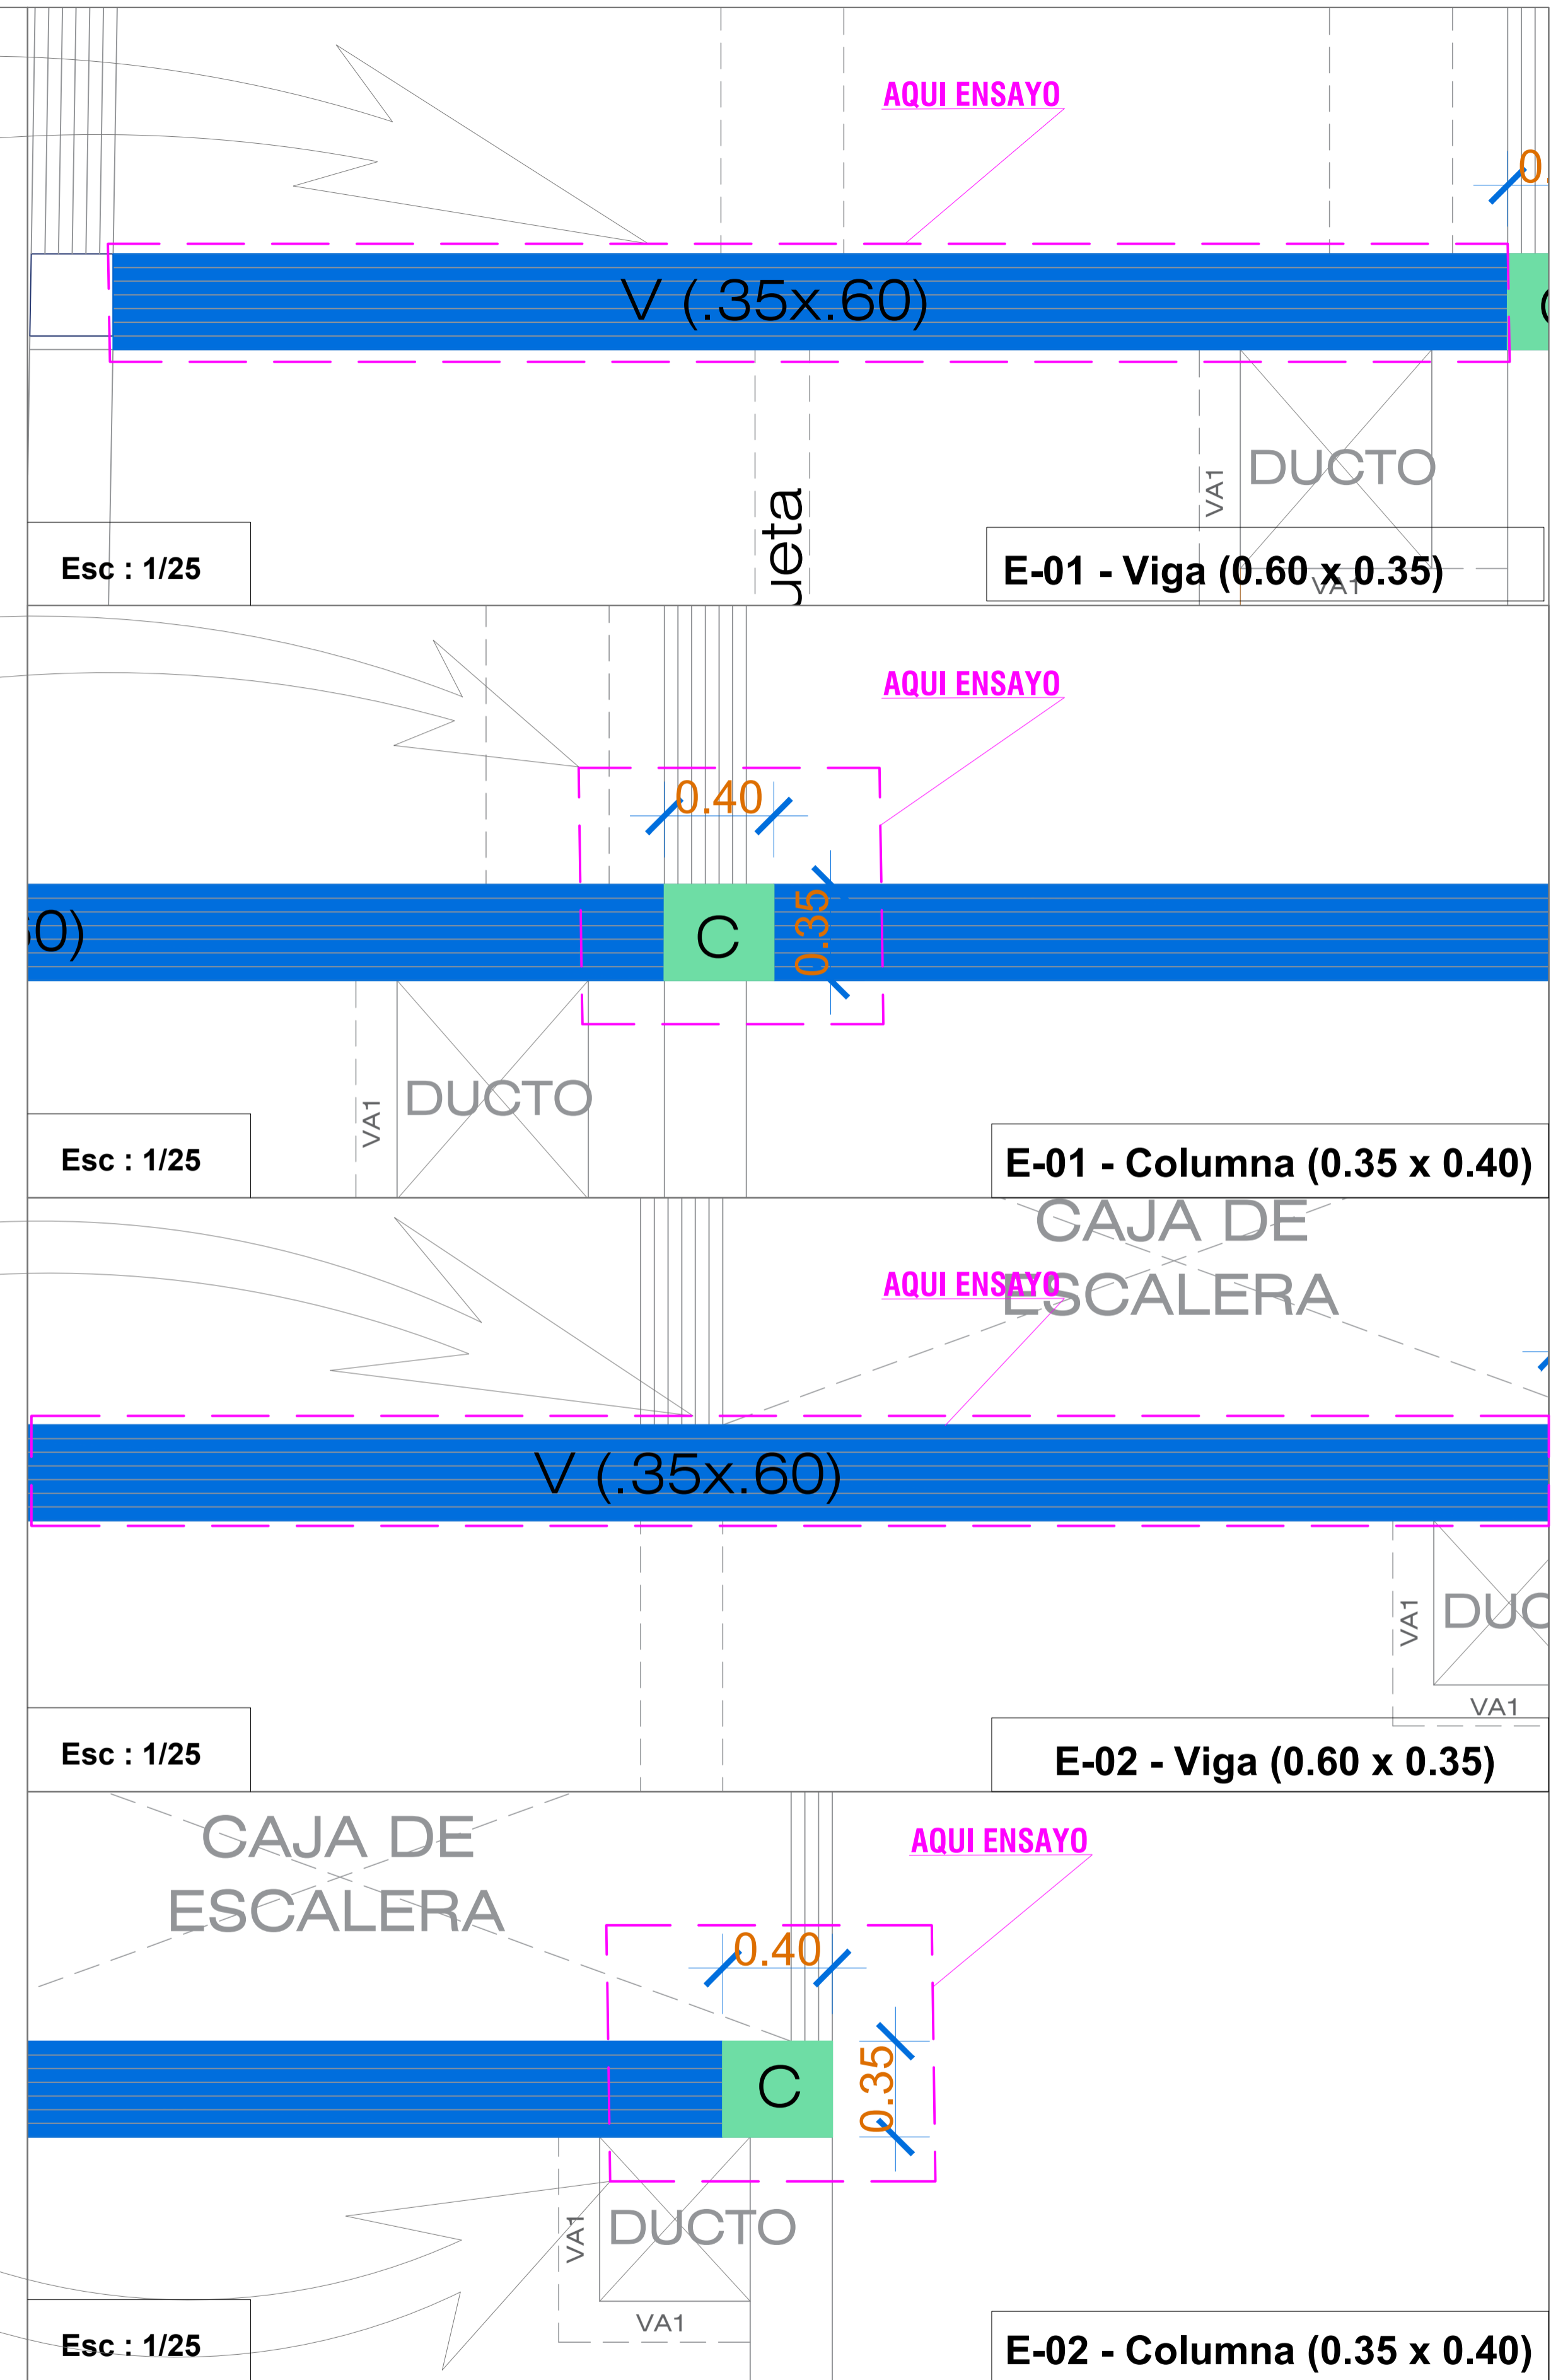 AQUI ENSAYO
0.
V (.35x.60)
DUCTO
VA1
ueta
Esc : 1/25
E-01 - Viga (0.60 x 0.35)
VA1
AQUI ENSAYO
0.40
0.35
0)
C
DUCTO
VA1
Esc : 1/25
E-01 - Columna (0.35 x 0.40)
CAJA DE
ESCALERA
AQUI ENSAYO
V (.35x.60)
VA1
DUC
VA1
Esc : 1/25
E-02 - Viga (0.60 x 0.35)
CAJA DE
ESCALERA
AQUI ENSAYO
0.40
0.35
C
VA1
DUCTO
VA1
Esc : 1/25
E-02 - Columna (0.35 x 0.40)